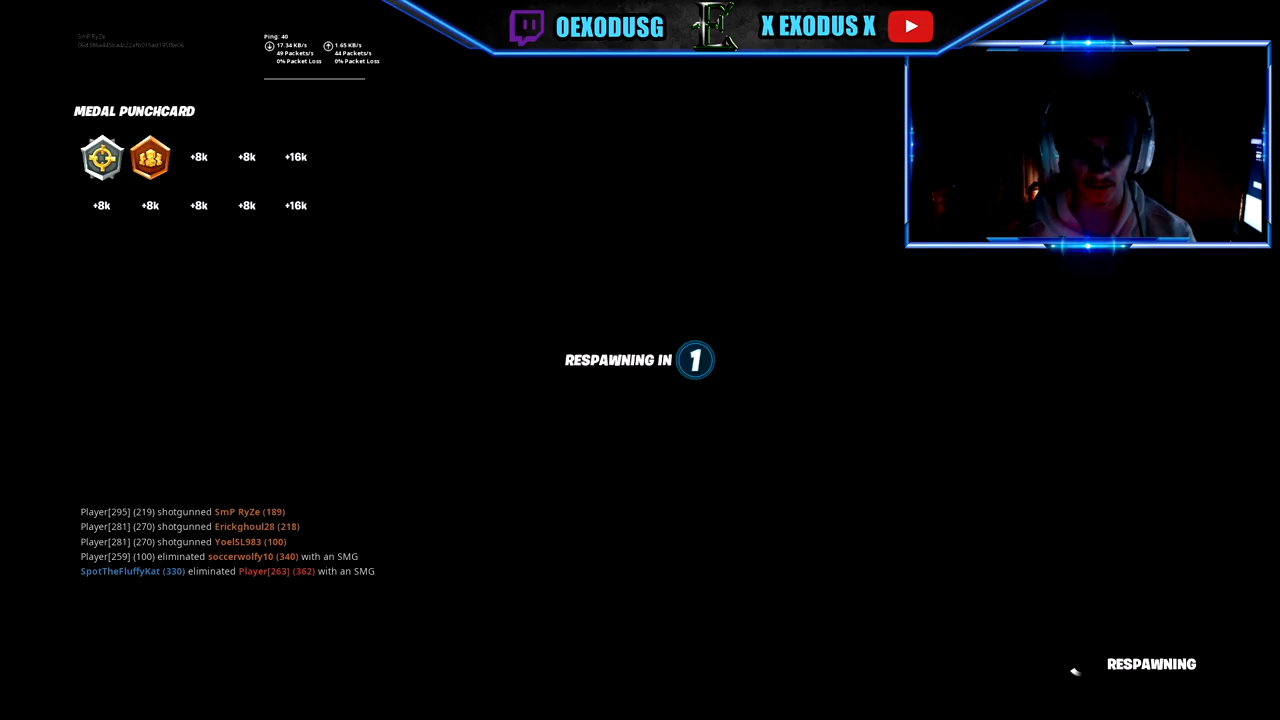 OEXODUSG
E
X EXODUS X
SmP RyZe
Ping: 40
17.34 KB/s
1.65 KB/s
49 Packets/s
44 Packets/s
0% Packet Loss
0% Packet Loss
MEDAL PUNCHCARD
+8k
+8k
+16k
+8k
+8k
+8k
+8k
+16k
RESPAWNING IN 1
Player[295] (219) shotgunned SmP RyZe (189)
Player[281] (270) shotgunned Erickghoul28 (218)
Player[281] (270) shotgunned YoelSL983 (100)
Player[259] (100) eliminated soccerwolfy10 (340) with an SMG
SpotTheFluffyKat (330) eliminated Player[263] (362) with an SMG
RESPAWNING